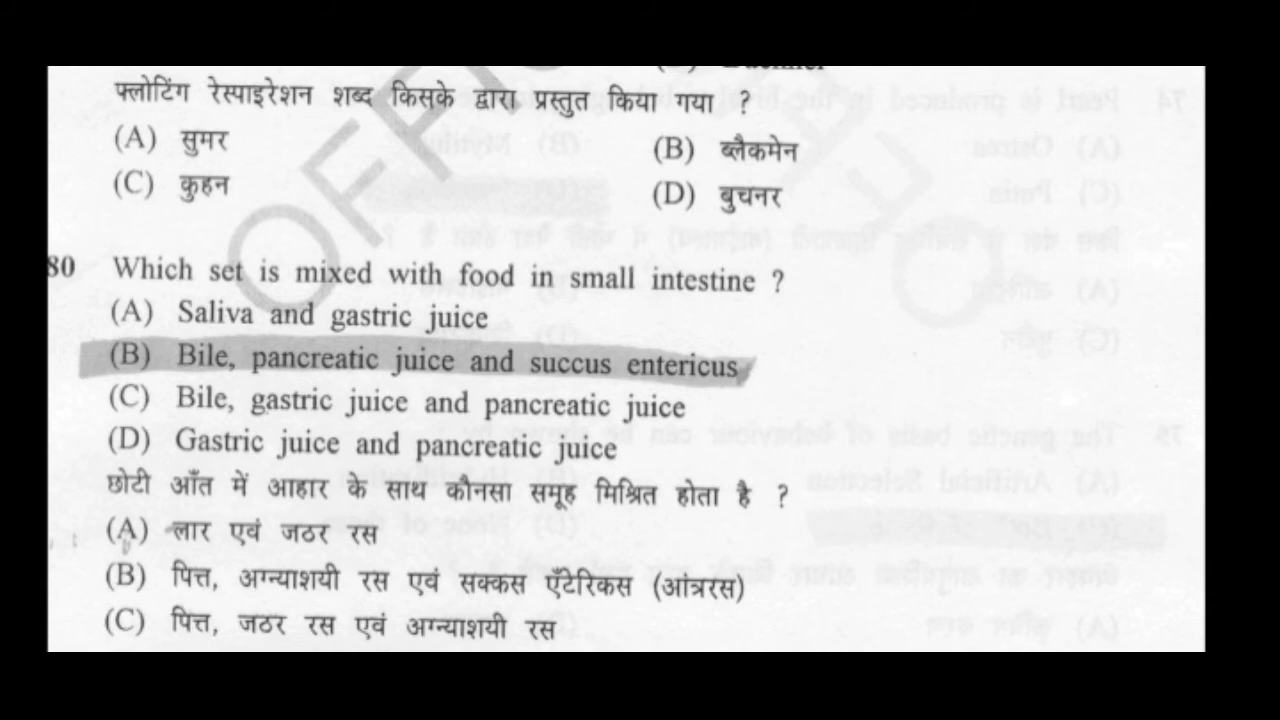 फ्लोटिंग रेस्पाइरेशन शब्द किसके द्वारा प्रस्तुत किया गया ?
(A) सुमर
(B) ब्लैकमेन
(C) कुहन
(D) बुचनर
80 Which set is mixed with food in small intestine ?
(A) Saliva and gastric juice
(B) Bile, pancreatic juice and succus entericus
(C) Bile, gastric juice and pancreatic juice
(D) Gastric juice and pancreatic juice
छोटी आँत में आहार के साथ कौनसा समूह मिश्रित होता है ?
(A) लार एवं जठर रस
(B) पित्त, अग्न्याशयी रस एवं सक्कस एँटेरिकस (आंत्ररस)
(C) पित्त, जठर रस एवं अग्न्याशयी रस